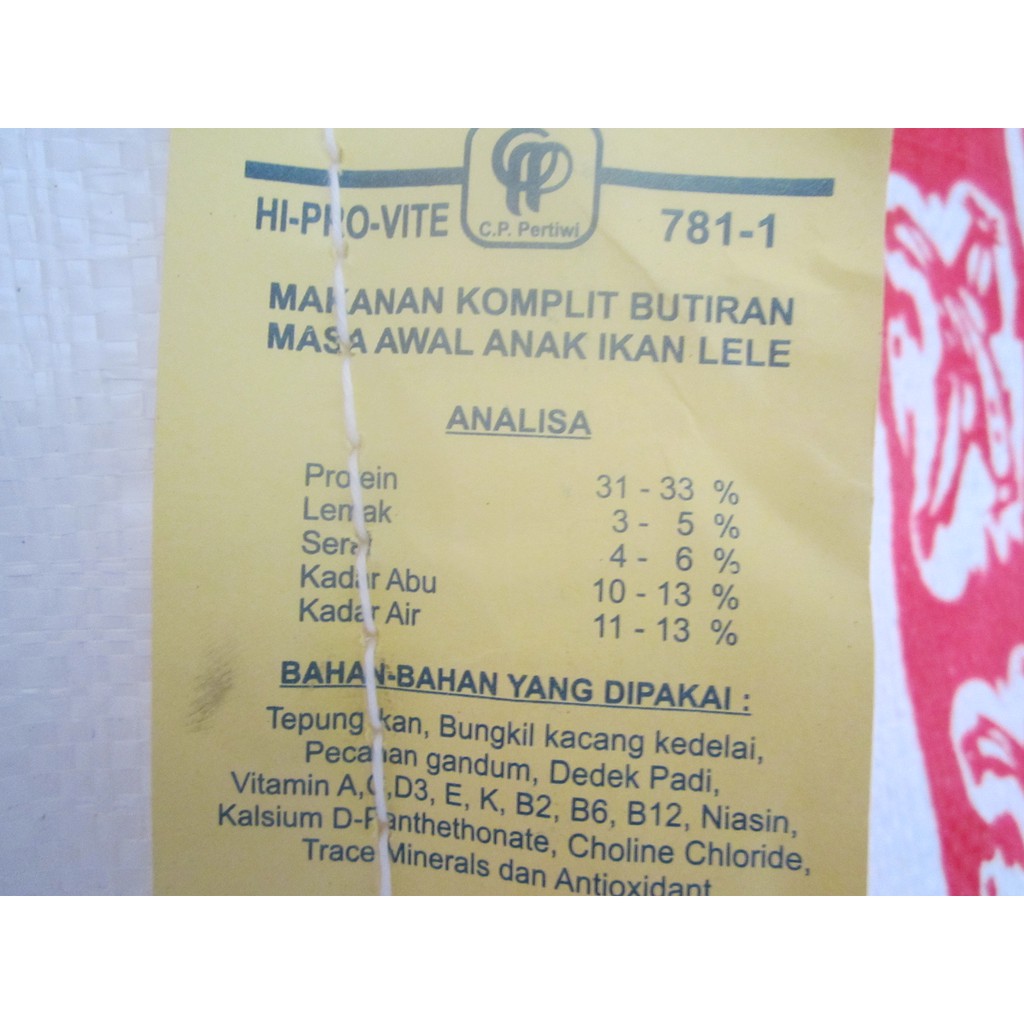 HI-PRO-VITE
C.P. Pertiwi
781-1
MAKANAN KOMPLIT BUTIRAN
MASA AWAL ANAK IKAN LELE
ANALISA
Protein 31 - 33 %
Lemak 3 - 5 %
Serat 4 - 6 %
Kadar Abu 10 - 13 %
Kadar Air 11 - 13 %
BAHAN-BAHAN YANG DIPAKAI :
Tepung Ikan, Bungkil kacang kedelai,
Pecahan gandum, Dedek Padi,
Vitamin A,C,D3, E, K, B2, B6, B12, Niasin,
Kalsium D-Panthethonate, Choline Chloride,
Trace Minerals dan Antioxidant